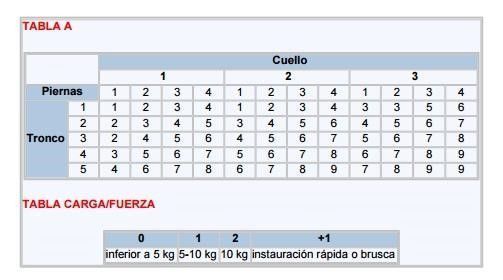 TABLA A
Cuello
1 2 3
Piernas 1 2 3 4 1 2 3 4 1 2 3 4
1 1 2 3 4 1 2 3 4 3 3 5 6
2 2 3 4 5 3 4 5 6 4 5 6 7
Tronco 3 2 4 5 6 4 5 6 7 5 6 7 8
4 3 5 6 7 5 6 7 8 6 7 8 9
5 4 6 7 8 6 7 8 9 7 8 9 9
TABLA CARGA/FUERZA
0 1 2 +1
inferior a 5 kg 5-10 kg 10 kg instauración rápida o brusca